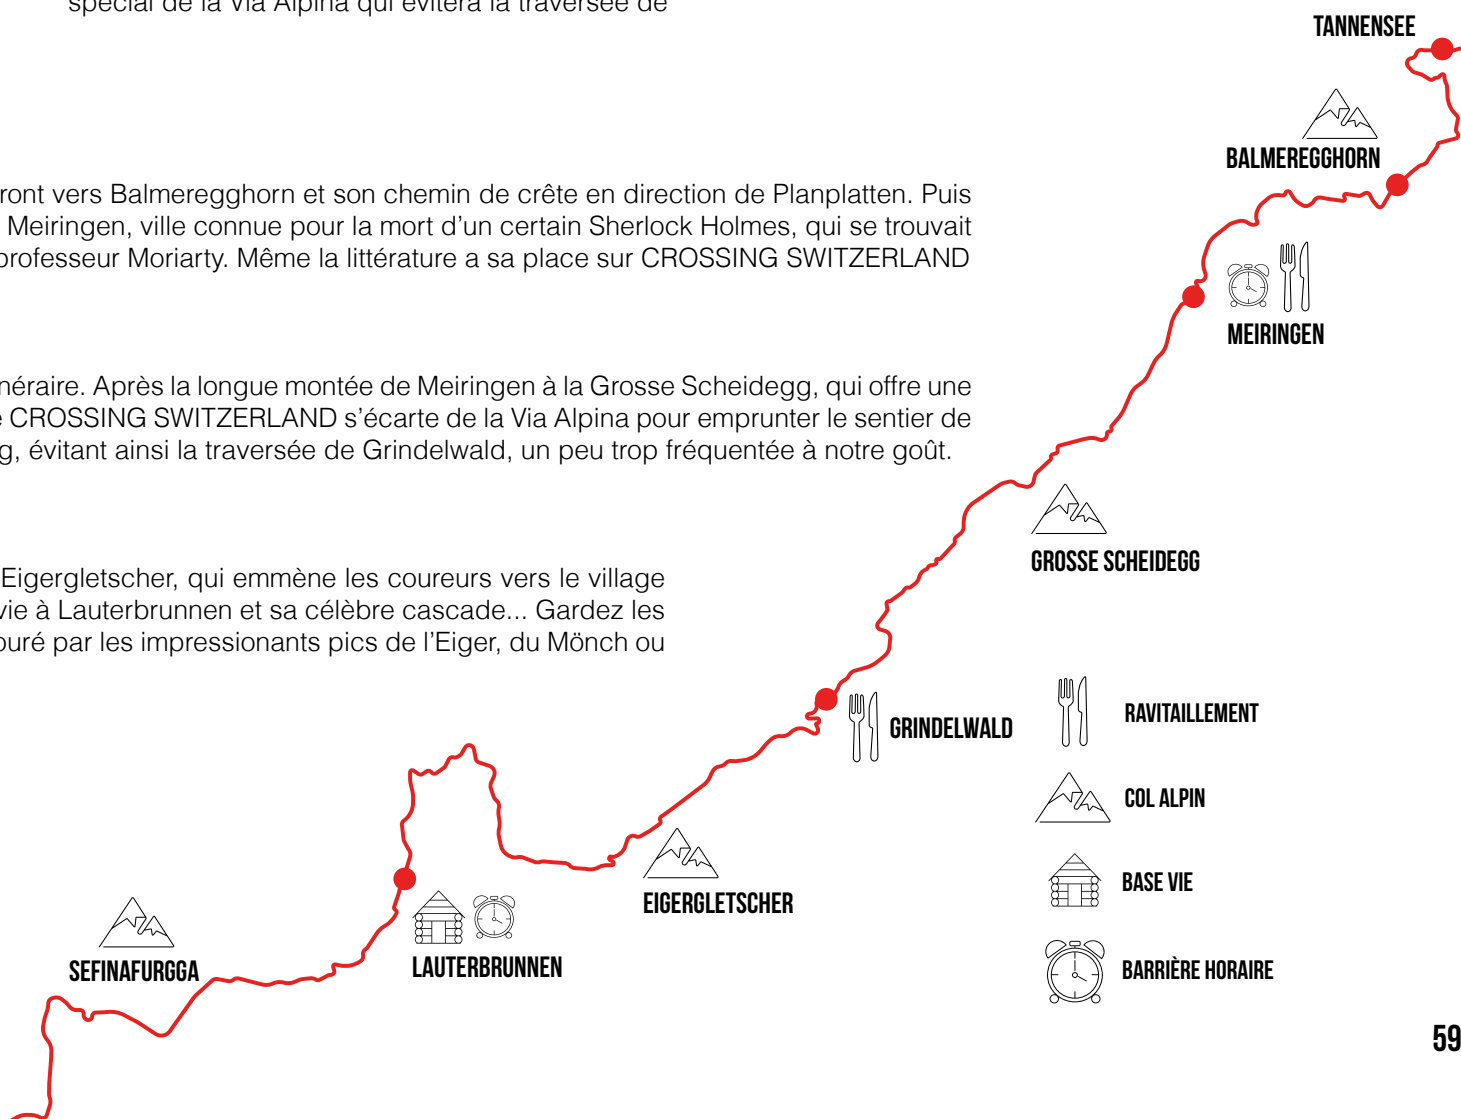 spécial de la Via Alpina qui évitera la traversée de
TANNENSEE
BALMEREGGHORN
ront vers Balmeregghorn et son chemin de crête en direction de Planplatten. Puis
Meiringen, ville connue pour la mort d’un certain Sherlock Holmes, qui se trouvait
professeur Moriarty. Même la littérature a sa place sur CROSSING SWITZERLAND
MEIRINGEN
néraire. Après la longue montée de Meiringen à la Grosse Scheidegg, qui offre une
e CROSSING SWITZERLAND s’écarte de la Via Alpina pour emprunter le sentier de
g, évitant ainsi la traversée de Grindelwald, un peu trop fréquentée à notre goût.
GROSSE SCHEIDEGG
Eigergletscher, qui emmène les coureurs vers le village
vie à Lauterbrunnen et sa célèbre cascade... Gardez les
ouré par les impressionants pics de l’Eiger, du Mönch ou
GRINDELWALD
EIGERGLETSCHER
LAUTERBRUNNEN
SEFINAFURGGA
RAVITAILLEMENT
COL ALPIN
BASE VIE
BARRIÈRE HORAIRE
59